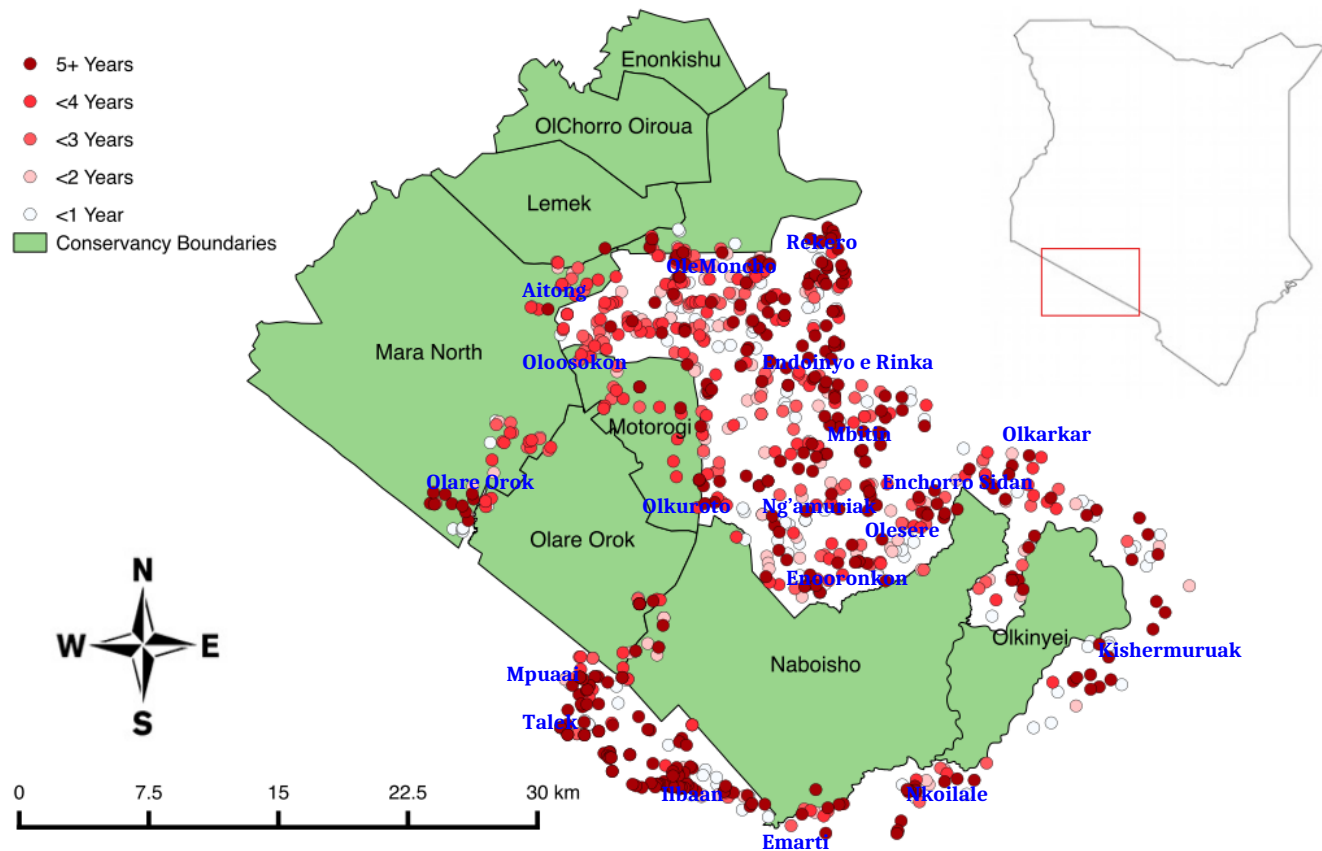 5+ Years
<4 Years
<3 Years
<2 Years
<1 Year
Conservancy Boundaries
Enonkishu
OlChorro Oiroua
Lemek
Rekero
OleMoncho
Aitong
Mara North
Oloosokon
Endoinyo e Rinka
Motorogi
Mbitin
Olkarkar
Olare Orok
Olkuroto
Ng'amuriak
Enchorro Sidan
Olesere
Olare Orok
Enooronkon
Olkinyei
Kishermuruak
Naboisho
Mpuaai
Talek
Ilbaan
Nkoilale
Emarti
N
W
E
S
0 7.5 15 22.5 30 km